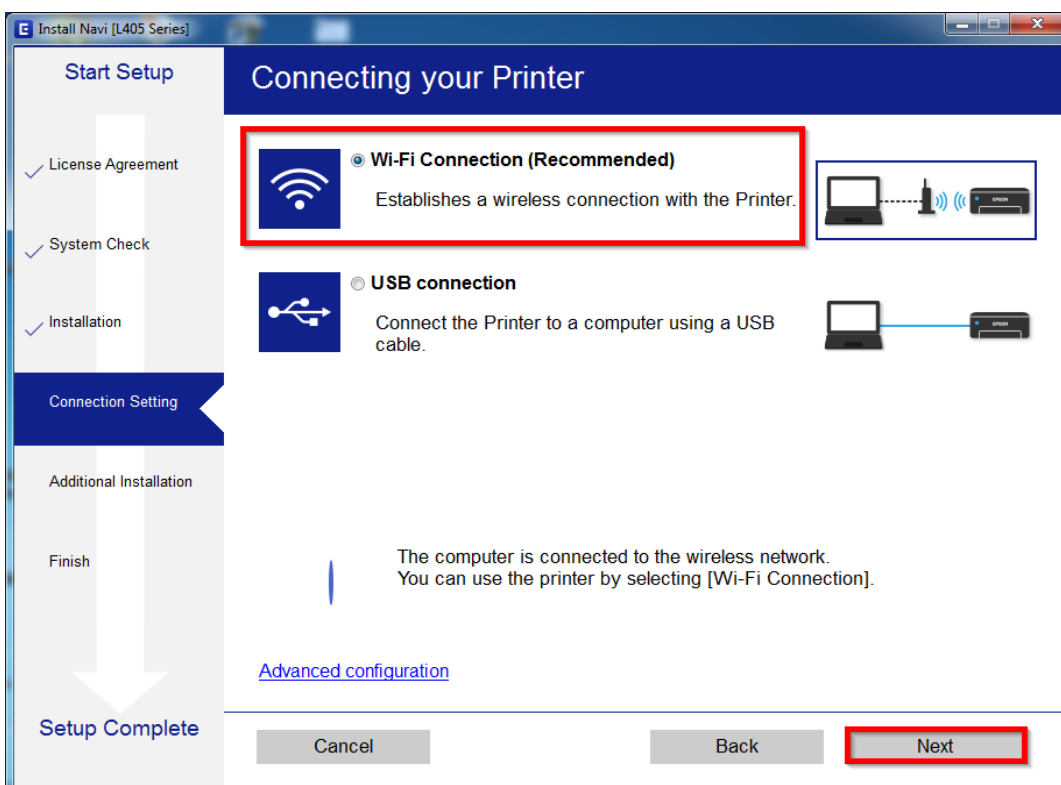 Install Navi [L405 Series]
Start Setup
License Agreement
System Check
Installation
Connection Setting
Additional Installation
Finish
Setup Complete
Connecting your Printer
Wi-Fi Connection (Recommended)
Establishes a wireless connection with the Printer.
EPSON
USB connection
Connect the Printer to a computer using a USB
cable.
EPSON
The computer is connected to the wireless network.
You can use the printer by selecting [Wi-Fi Connection].
Advanced configuration
Cancel
Back
Next